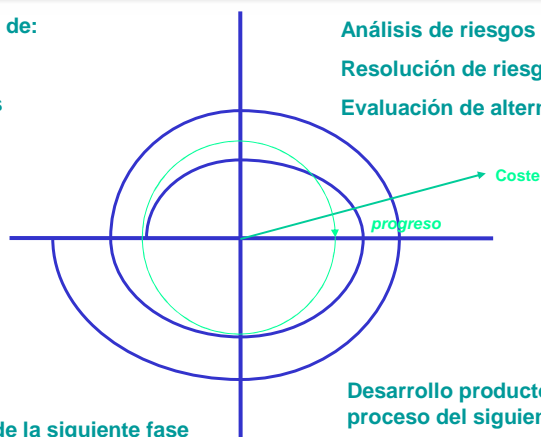 de:
Análisis de riesgos
Resolución de riesg
Evaluación de altern
Coste
progreso
Desarrollo producto
proceso del siguien
de la siguiente fase